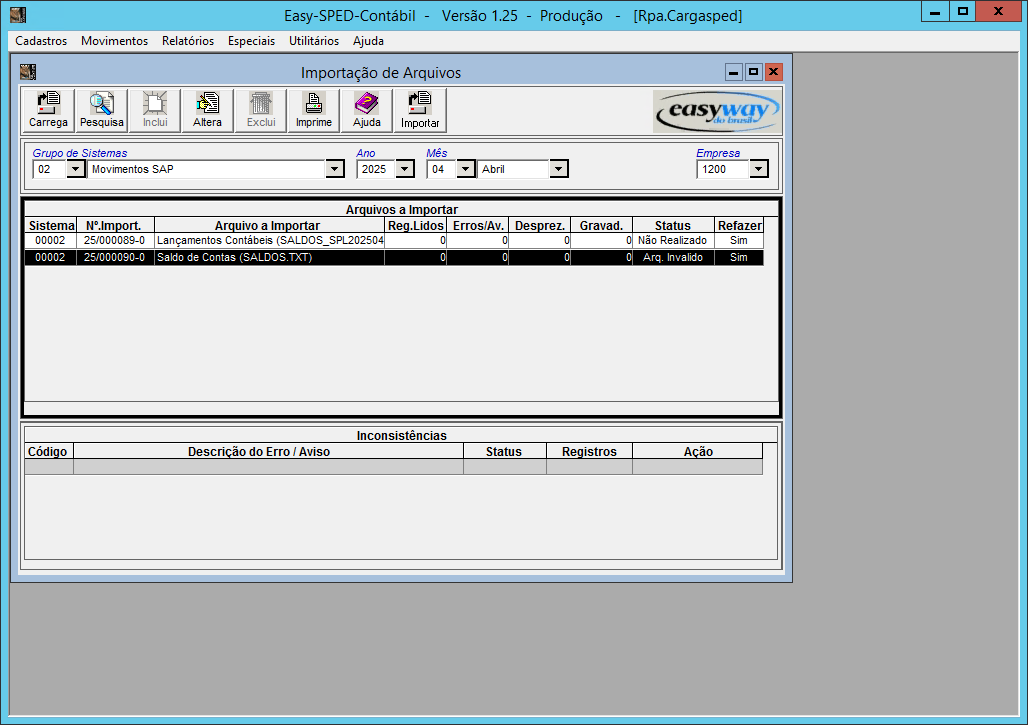 Easy-SPED-Contábil - Versão 1.25 - Produção - [Rpa.Cargasped]
Cadastros Movimentos Relatórios Especiais Utilitários Ajuda
Importação de Arquivos
Carrega Pesquisa Inclui Altera Exclui Imprime Ajuda Importar
easyway
do brasil
Grupo de Sistemas Ano Mês Empresa
02 Movimentos SAP 2025 04 Abril 1200
Arquivos a Importar
Sistema Nº.Import. Arquivo a Importar Reg.Lidos Erros/Av. Desprez. Gravad. Status Refazer
00002 25/000089-0 Lançamentos Contábeis (SALDOS_SPL202504 0 0 0 0 Não Realizado Sim
00002 25/000090-0 Saldo de Contas (SALDOS.TXT) 0 0 0 0 Arq. Invalido Sim
Inconsistências
Código Descrição do Erro / Aviso Status Registros Ação